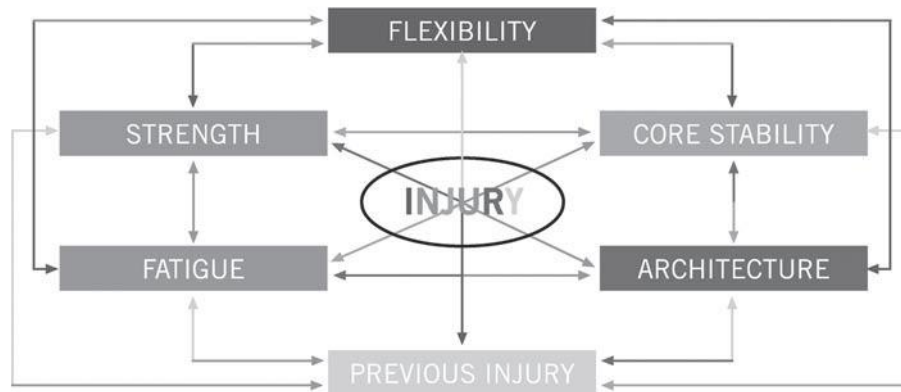 FLEXIBILITY
STRENGTH
CORE STABILITY
INJURY
FATIGUE
ARCHITECTURE
PREVIOUS INJURY